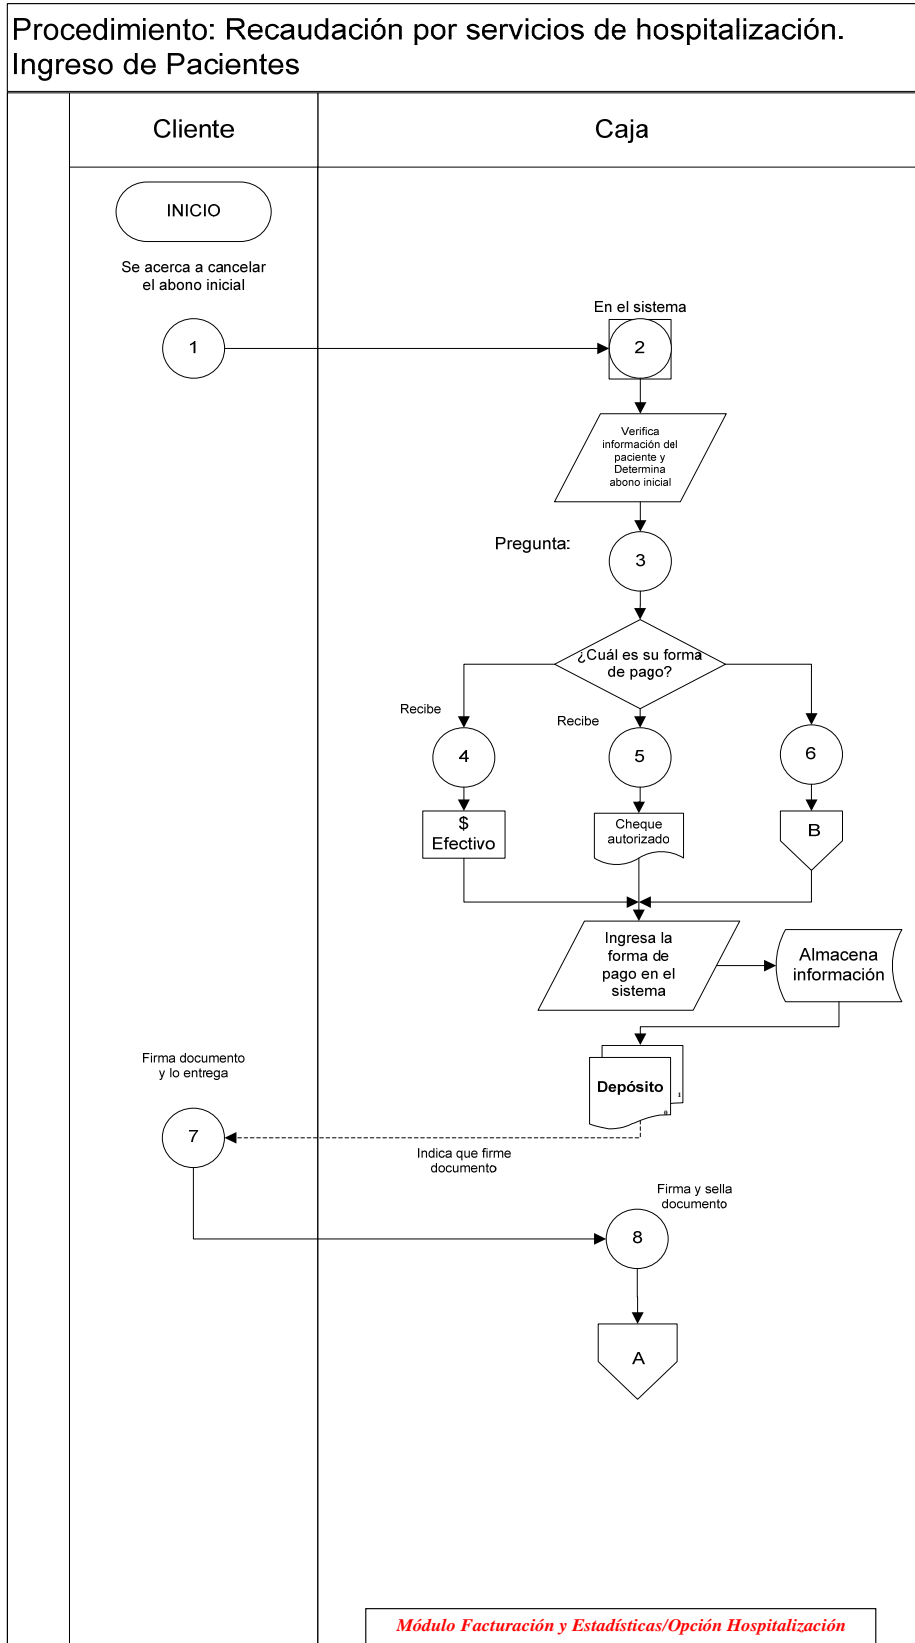 Procedimiento: Recaudación por servicios de hospitalización.
Ingreso de Pacientes
Cliente
Caja
INICIO
Se acerca a cancelar
el abono inicial
En el sistema
1
2
Verifica
información del
paciente y
Determina
abono inicial
Pregunta:
3
¿Cuál es su forma
de pago?
Recibe
Recibe
4
5
6
$
Efectivo
Cheque
autorizado
B
Ingresa la
forma de
pago en el
sistema
Almacena
información
Firma documento
y lo entrega
Depósito
1
0
7
Indica que firme
documento
Firma y sella
documento
8
A
Módulo Facturación y Estadísticas/Opción Hospitalización